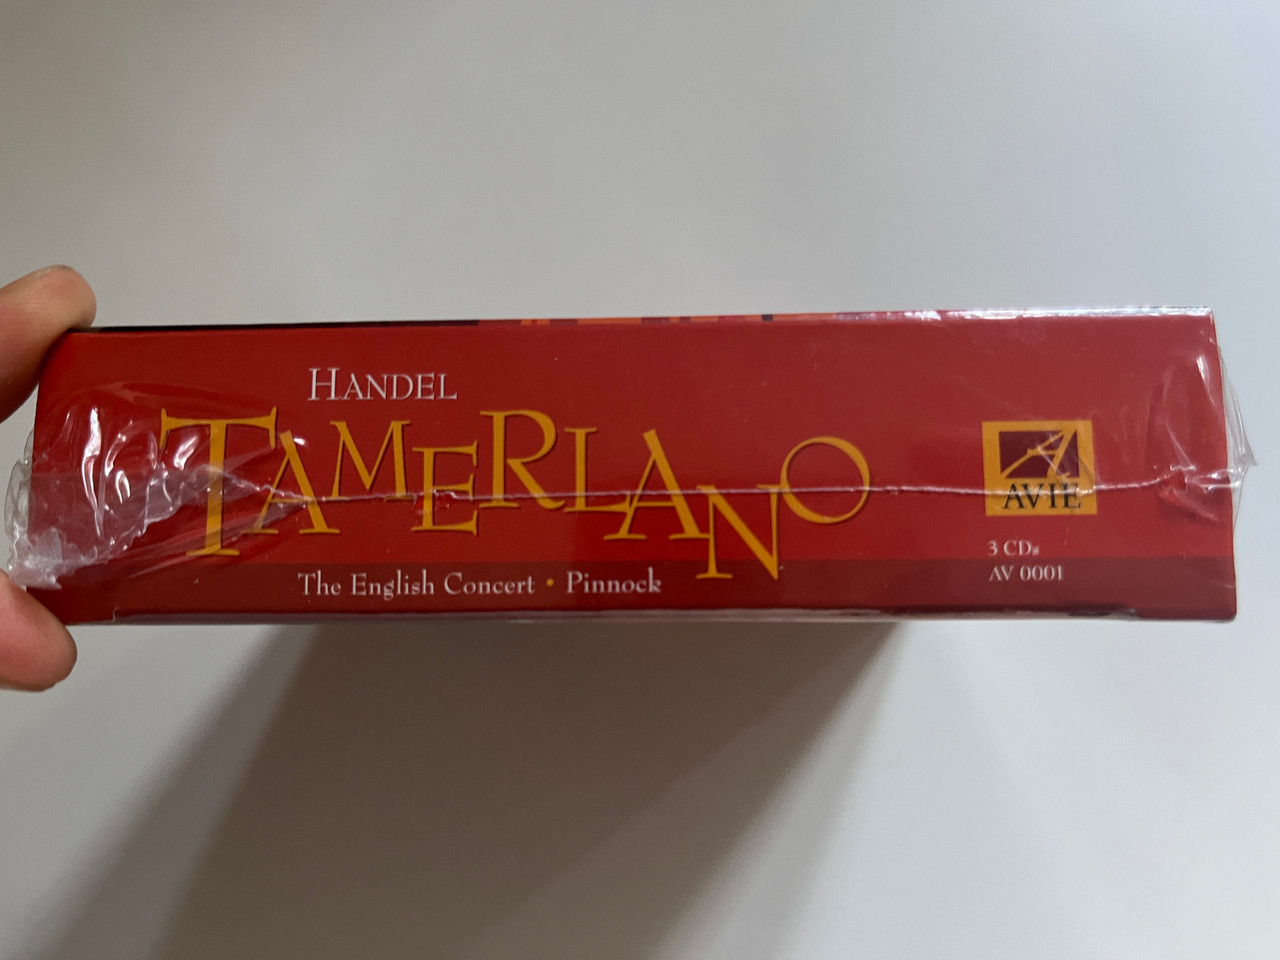 HANDEL
TAMERLANO
The English Concert • Pinnock
AVIE
3 CDs
AV 0001